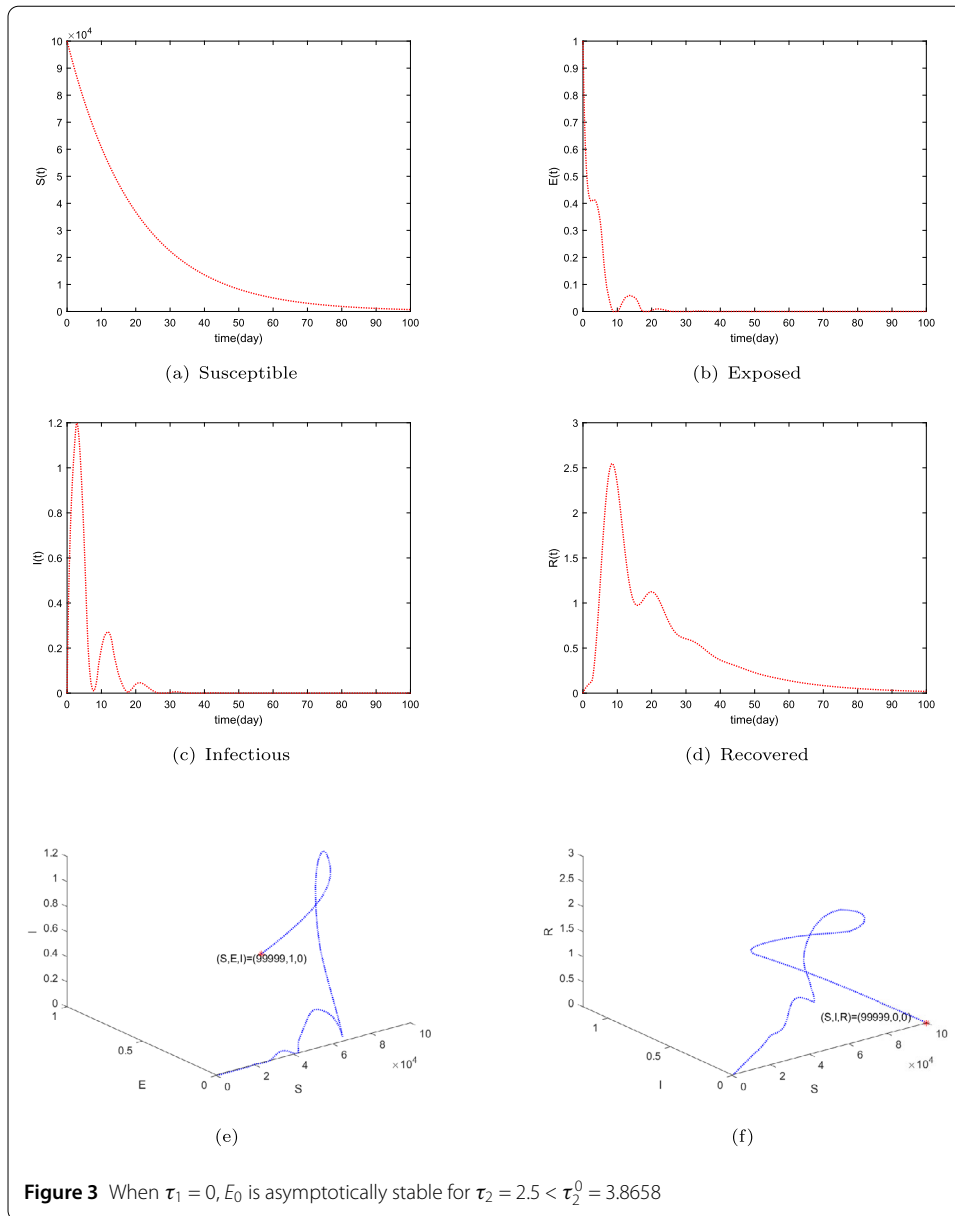 ×10⁴
10
9
8
7
6
5
4
3
2
1
0
S(t)
0 10 20 30 40 50 60 70 80 90 100
time(day)
(a) Susceptible
1
0.9
0.8
0.7
0.6
0.5
0.4
0.3
0.2
0.1
0
E(t)
0 10 20 30 40 50 60 70 80 90 100
time(day)
(b) Exposed
1.2
1
0.8
0.6
0.4
0.2
0
I(t)
0 10 20 30 40 50 60 70 80 90 100
time(day)
(c) Infectious
3
2.5
2
1.5
1
0.5
0
R(t)
0 10 20 30 40 50 60 70 80 90 100
time(day)
(d) Recovered
1.2
1
0.8
0.6
0.4
0.2
0
I
(S,E,I)=(99999,1,0)
1
0.5
0
E
0 2 4 6 8 10
×10⁴
S
(e)
3
2.5
2
1.5
1
0.5
0
R
(S,I,R)=(99999,0,0)
1
0.5
0
I
0 2 4 6 8 10
×10⁴
S
(f)
Figure 3 When τ₁ = 0, E₀ is asymptotically stable for τ₂ = 2.5 < τ₂⁰ = 3.8658